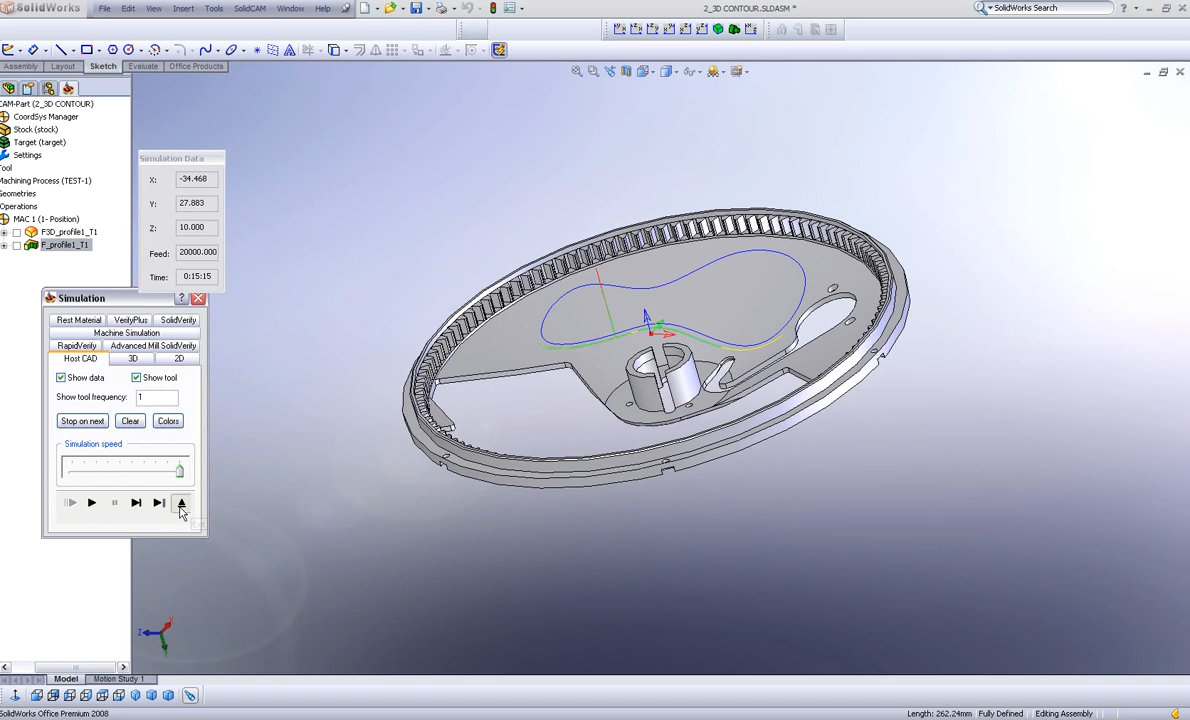 SolidWorks File Edit View Insert Tools SolidCAM Window Help 2_3D CONTOUR.SLDASM * SolidWorks Search
Assembly Layout Sketch Evaluate Office Products
CAM-Part (2_3D CONTOUR)
CoordSys Manager
Stock (stock)
Target (target)
Settings
Tool
Machining Process (TEST-1)
Geometries
Operations
MAC 1 (1- Position)
F3D_profile1_T1
F_profile1_T1
Simulation Data
X: -34.468
Y: 27.883
Z: 10.000
Feed: 20000.000
Time: 0:15:15
Simulation
Rest Material VerifyPlus SolidVerify
Machine Simulation
RapidVerify Advanced Mill SolidVerify
Host CAD 3D 2D
Show data Show tool
Show tool frequency: 1
Stop on next Clear Colors
Simulation speed
Z
Model Motion Study 1
SolidWorks Office Premium 2008 Length: 262.24mm Fully Defined Editing Assembly